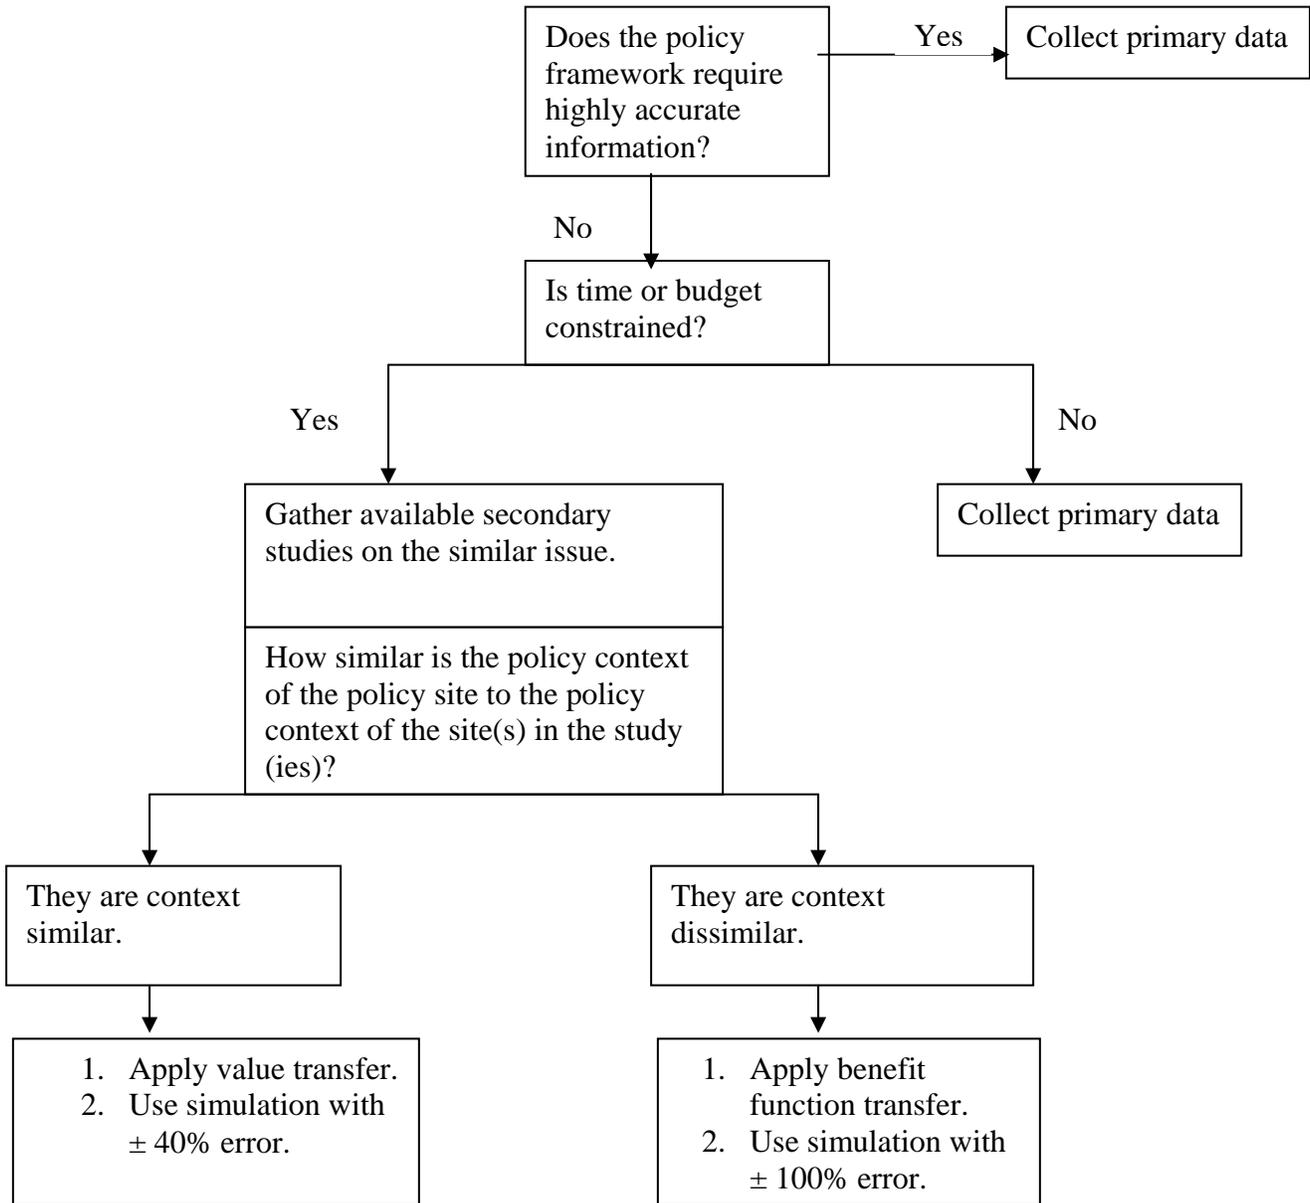 Does the policy
framework require
highly accurate
information?
Yes
Collect primary data
No
Is time or budget
constrained?
Yes
No
Gather available secondary
studies on the similar issue.
Collect primary data
How similar is the policy context
of the policy site to the policy
context of the site(s) in the study
(ies)?
They are context
similar.
They are context
dissimilar.
1. Apply value transfer.
2. Use simulation with
± 40% error.
1. Apply benefit
function transfer.
2. Use simulation with
± 100% error.